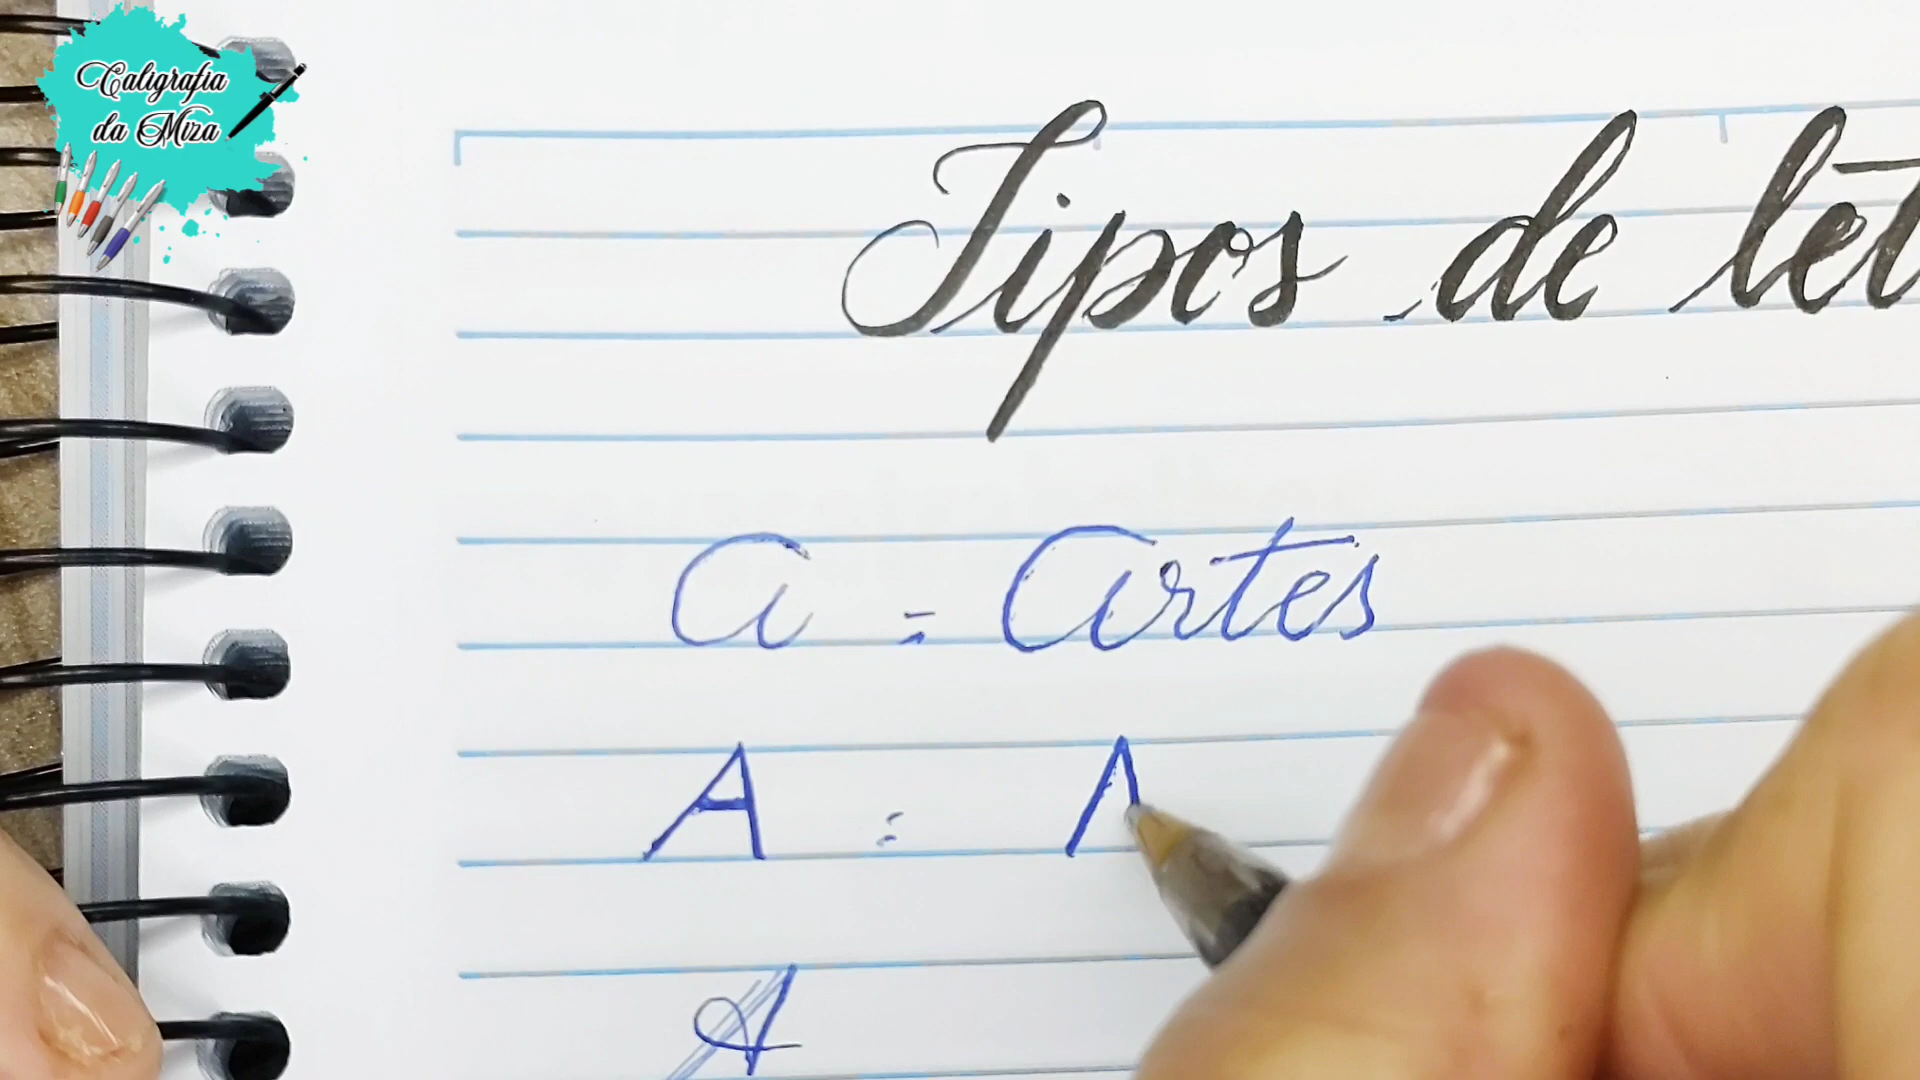 Caligrafia
da Miza
Tipos de let
a = artes
A =
A